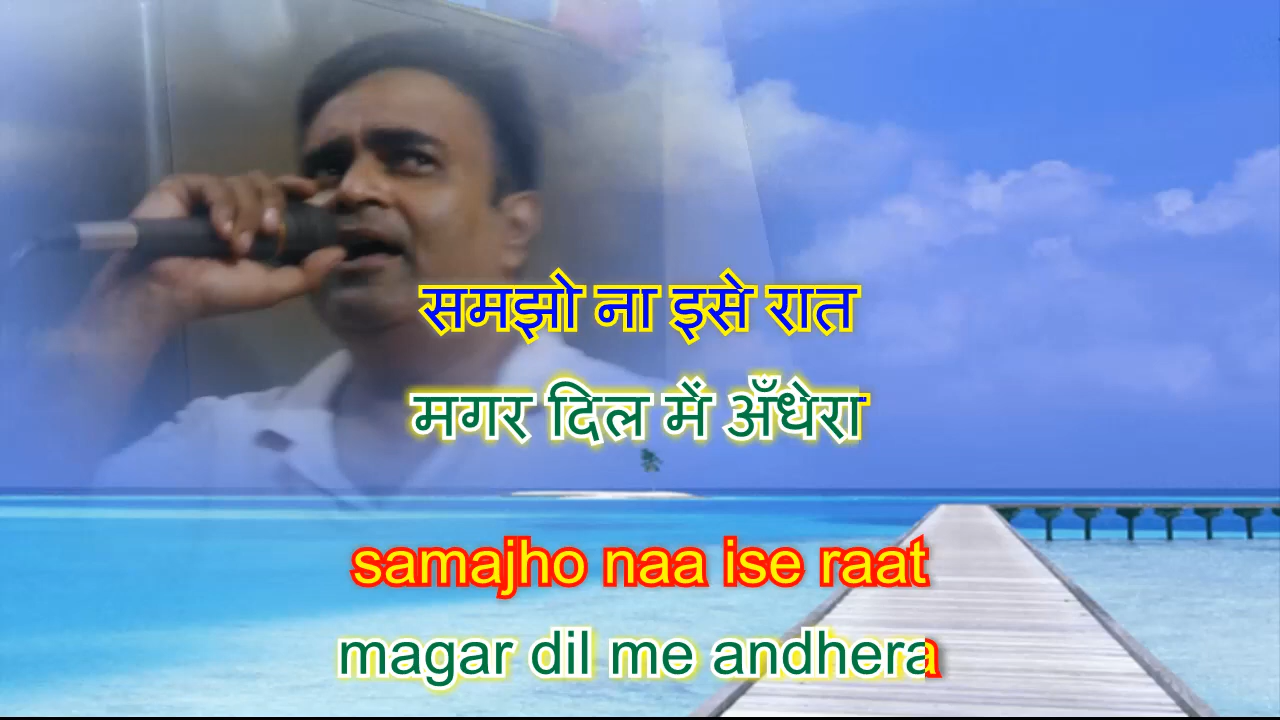 समझो ना इसे रात
मगर दिल में अँधेरा
samajho naa ise raat
magar dil me andhera